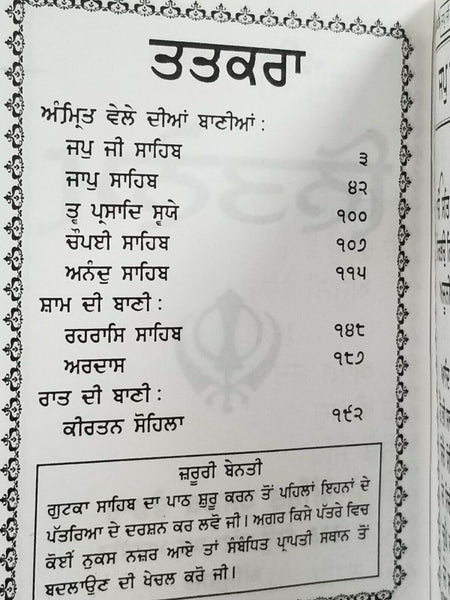 ਤਤਕਰਾ
ਅੰਮ੍ਰਿਤ ਵੇਲੇ ਦੀਆਂ ਬਾਣੀਆਂ :
ਜਪੁ ਜੀ ਸਾਹਿਬ ੩
ਜਾਪੁ ਸਾਹਿਬ ੪੨
ਤ੍ਵ ਪ੍ਰਸਾਦਿ ਸ੍ਵਯੇ ੧੦੦
ਚੌਪਈ ਸਾਹਿਬ ੧੦੭
ਅਨੰਦੁ ਸਾਹਿਬ ੧੧੫
ਸ਼ਾਮ ਦੀ ਬਾਣੀ :
ਰਹਰਾਸਿ ਸਾਹਿਬ ੧੪੮
ਅਰਦਾਸ ੧੮੭
ਰਾਤ ਦੀ ਬਾਣੀ :
ਕੀਰਤਨ ਸੋਹਿਲਾ ੧੯੨
ਜ਼ਰੂਰੀ ਬੇਨਤੀ
ਗੁਟਕਾ ਸਾਹਿਬ ਦਾ ਪਾਠ ਸ਼ੁਰੂ ਕਰਨ ਤੋਂ ਪਹਿਲਾਂ ਇਹਨਾਂ ਦੇ
ਪੱਤਰਿਆ ਦੇ ਦਰਸ਼ਨ ਕਰ ਲਵੋ ਜੀ। ਅਗਰ ਕਿਸੇ ਪੱਤਰੇ ਵਿਚ
ਕੋਈਂ ਨੁਕਸ ਨਜ਼ਰ ਆਏ ਤਾਂ ਸੰਬੰਧਿਤ ਪ੍ਰਾਪਤੀ ਸਥਾਨ ਤੋਂ
ਬਦਲਾਉਣ ਦੀ ਖੇਚਲ ਕਰੋ ਜੀ।